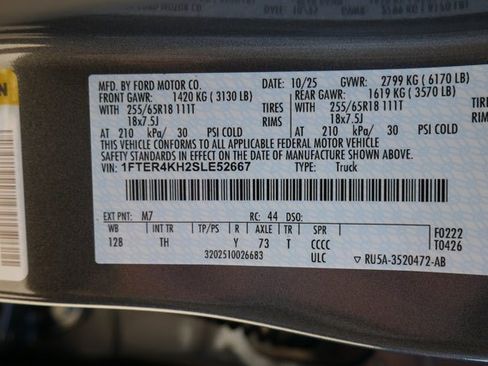 MFD. BY FORD MOTOR CO. 10/25 GVWR: 2799 KG ( 6170 LB)
FRONT GAWR: 1420 KG ( 3130 LB) REAR GAWR: 1619 KG ( 3570 LB)
WITH 255/65R18 111T TIRES WITH 255/65R18 111T TIRES
18x7.5J RIMS 18x7.5J RIMS
AT 210 kPa/ 30 PSI COLD AT 210 kPa/ 30 PSI COLD
THIS VEHICLE CONFORMS TO ALL APPLICABLE FEDERAL MOTOR VEHICLE
SAFETY AND THEFT PREVENTION STANDARDS IN EFFECT ON THE DATE OF MANUFACTURE SHOWN ABOVE.
VIN: 1FTER4KH2SLE52667 TYPE: Truck
EXT PNT: M7 RC: 44 DSO:
WB INT TR TP/PS R AXLE TR SPR F0222
128 TH Y 73 T CCCC T0426
3202510026683 ULC ▽ RU5A-3520472-AB